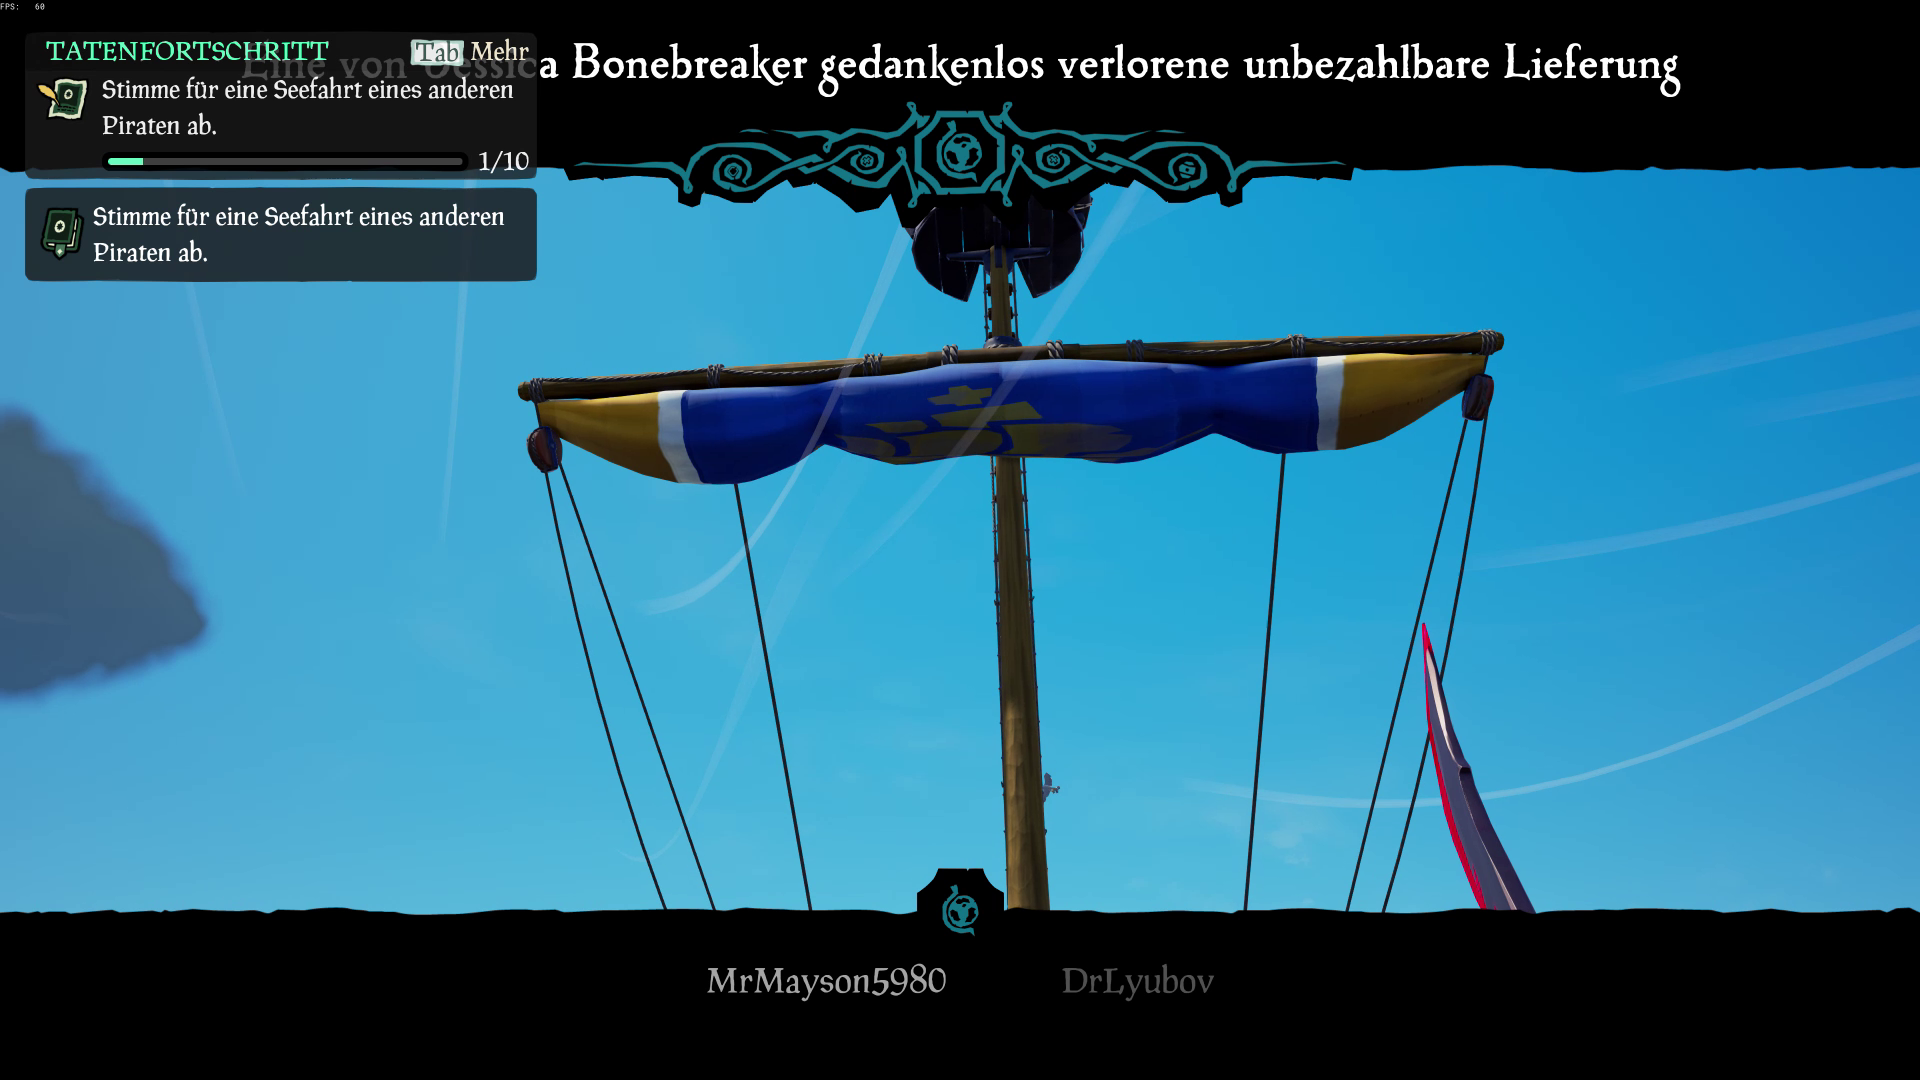 FPS: 60
TATENFORTSCHRITT Tab Mehr
Eine von Jessica Bonebreaker gedankenlos verlorene unbezahlbare Lieferung
Stimme für eine Seefahrt eines anderen
Piraten ab.
1/10
Stimme für eine Seefahrt eines anderen
Piraten ab.
MrMayson5980 DrLyubov